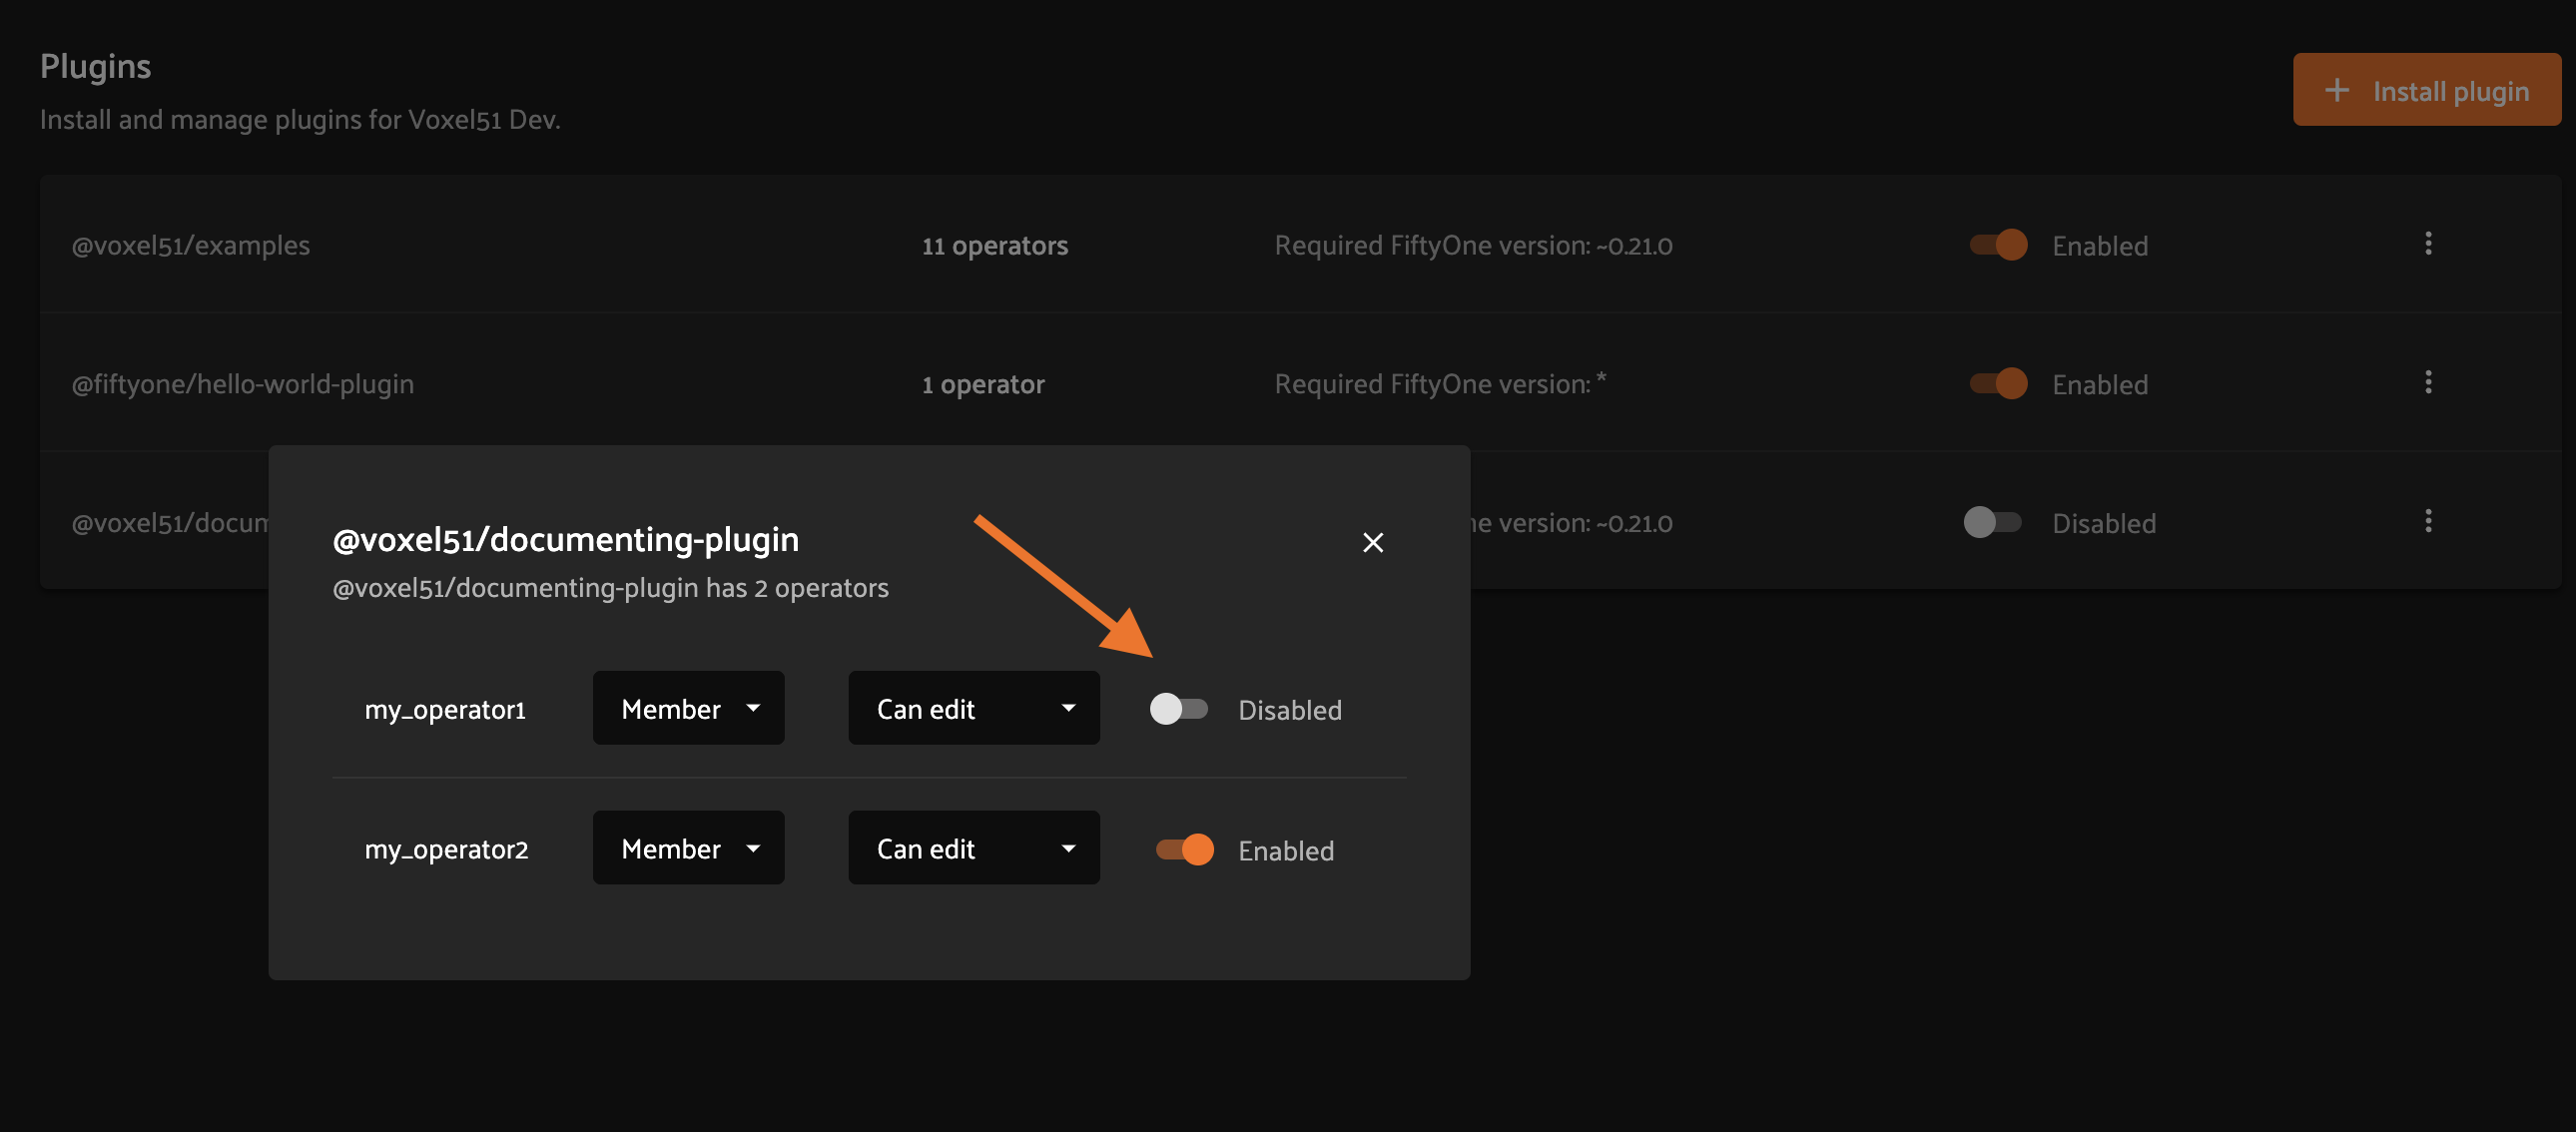 Plugins
Install and manage plugins for Voxel51 Dev.
+ Install plugin
@voxel51/examples 11 operators Required FiftyOne version: ~0.21.0 Enabled
@fiftyone/hello-world-plugin 1 operator Required FiftyOne version: * Enabled
@voxel51/docum ne version: ~0.21.0 Disabled
@voxel51/documenting-plugin
@voxel51/documenting-plugin has 2 operators
my_operator1 Member Can edit Disabled
my_operator2 Member Can edit Enabled